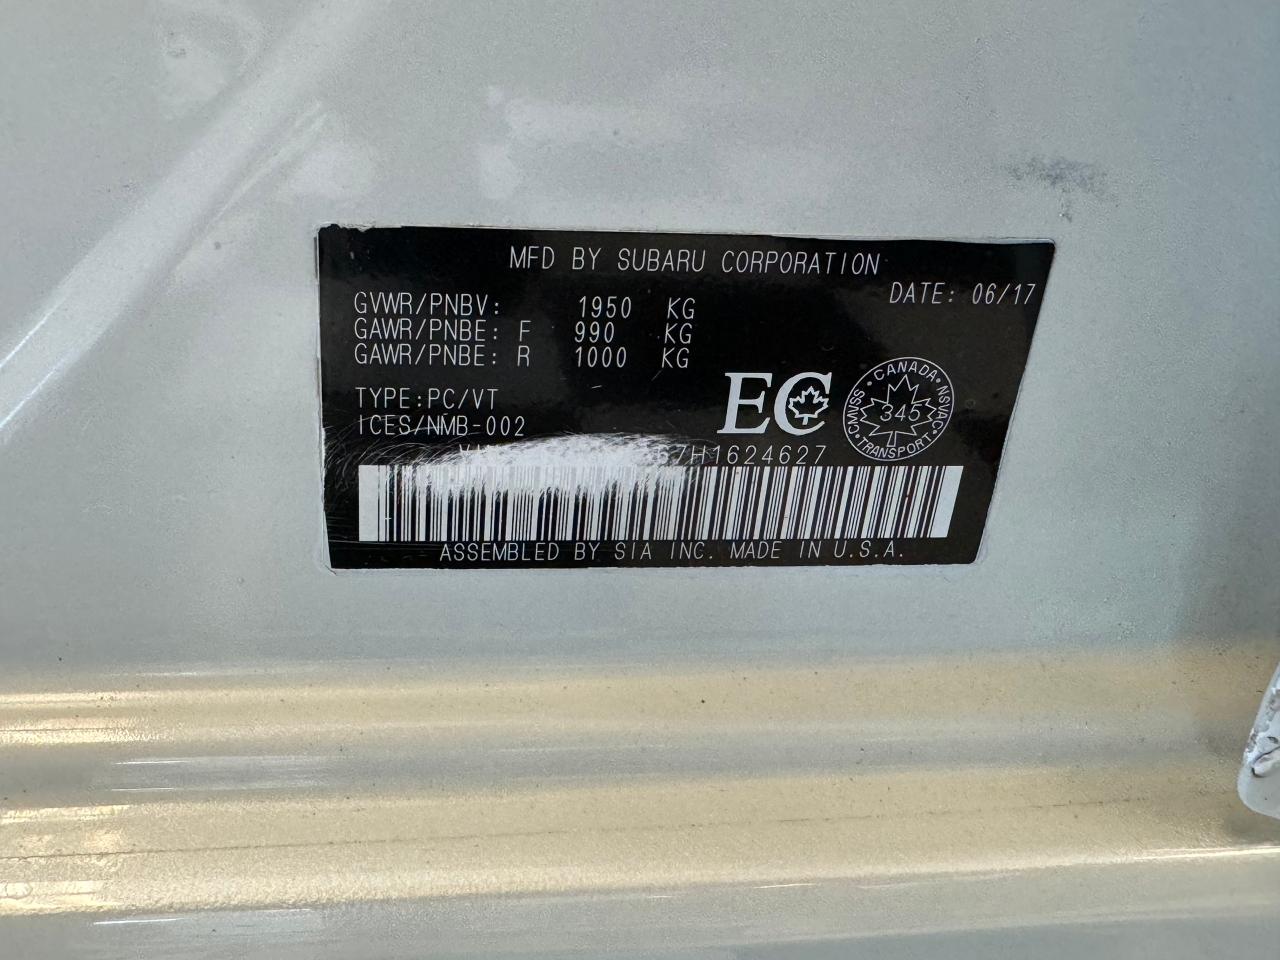 MFD BY SUBARU CORPORATION
DATE: 06/17
GVWR/PNBV: 1950 KG
GAWR/PNBE: F 990 KG
GAWR/PNBE: R 1000 KG
TYPE:PC/VT
ICES/NMB-002
EC
CANADA
CMVSS
NSVAC
345
TRANSPORT
67H1624627
ASSEMBLED BY SIA INC. MADE IN U.S.A.